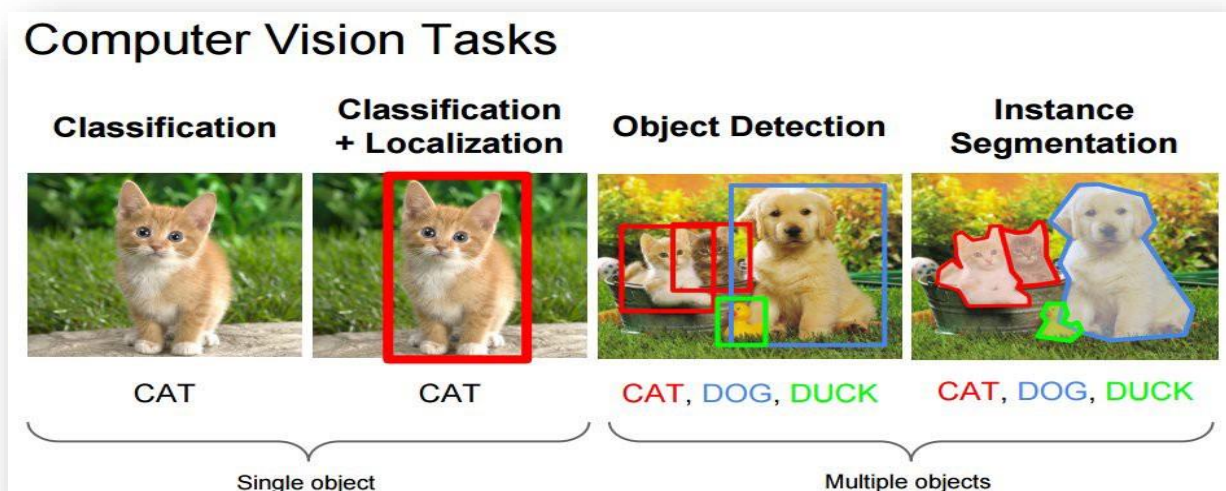 Computer Vision Tasks
Classification
Classification
+ Localization
Object Detection
Instance
Segmentation
CAT
CAT
CAT, DOG, DUCK
CAT, DOG, DUCK
Single object
Multiple objects